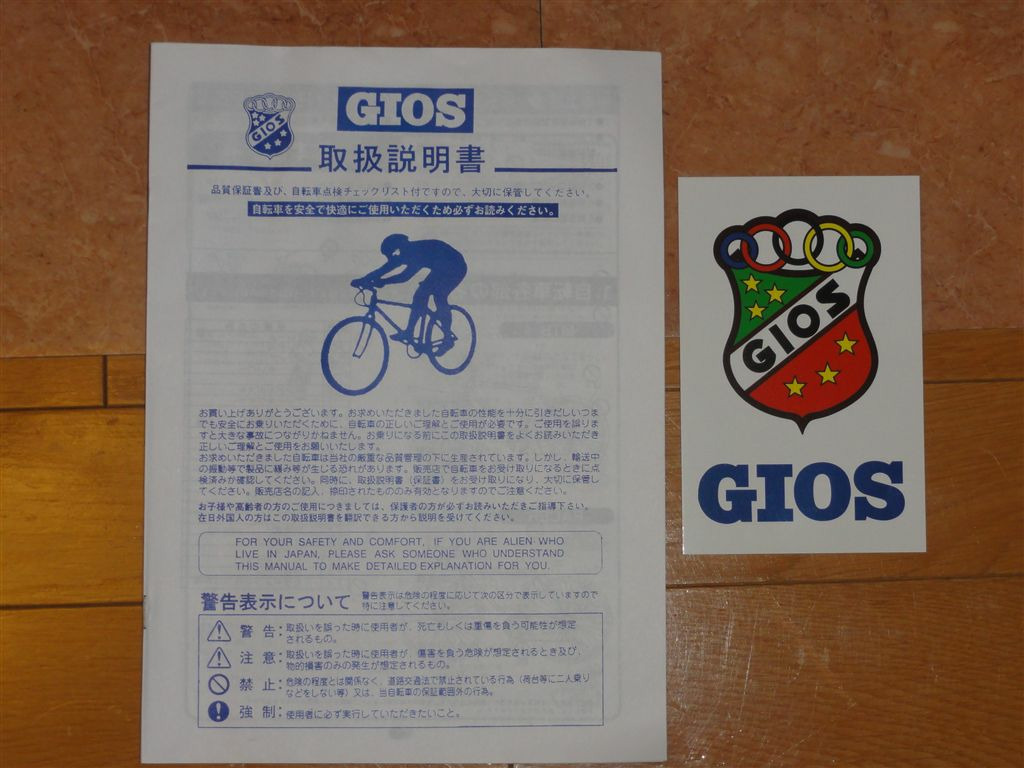 GIOS
GIOS
取扱説明書
品質保証書及び、自転車点検チェックリスト付ですので、大切に保管してください。
自転車を安全で快適にご使用いただくため必ずお読みください。
お買い上げありがとうございます。お求めいただきました自転車の性能を十分に引きだしいつま
でも安全にお乗りいただくために、自転車の正しいご理解とご使用が必要です。ご使用を誤りま
すと大きな事故につながりかねません。お乗りになる前にこの取扱説明書をよくお読みいただき
正しいご理解とご使用をお願いいたします。
お求めいただきました自転車は当社の厳重な品質管理の下に生産されています。しかし、輸送中
の振動等で製品に緩み等が生じる恐れがあります。販売店で自転車をお受け取りになるときに点
検済みか確認してください。同時に、取扱説明書（保証書）をお受け取りになり、大切に保管し
てください。販売店名の記入、捺印されたもののみ有効となりますのでご注意ください。
お子様や高齢者の方のご使用につきましては、保護者の方が必ずお読みいただきご指導下さい。
在日外国人の方はこの取扱説明書を翻訳できる方から説明を受けてください。
FOR YOUR SAFETY AND COMFORT, IF YOU ARE ALIEN WHO
LIVE IN JAPAN, PLEASE ASK SOMEONE WHO UNDERSTAND
THIS MANUAL TO MAKE DETAILED EXPLANATION FOR YOU.
警告表示について 警告表示は危険の程度に応じて次の区分で表示していますので
特に注意してください。
警告：取扱いを誤った時に使用者が、死亡もしくは重傷を負う可能性が想定
されるもの。
注意：取扱いを誤った時に使用者が、傷害を負う危険が想定されるとき及び、
物的損害のみの発生が想定されるもの。
禁止：危険の程度とは関係なく、道路交通法で禁止されている行為（荷台等に二人乗り
などをしない等）又は、当自転車の保証範囲外の行為。
強制：使用者に必ず実行していただきたいこと。
GIOS
GIOS